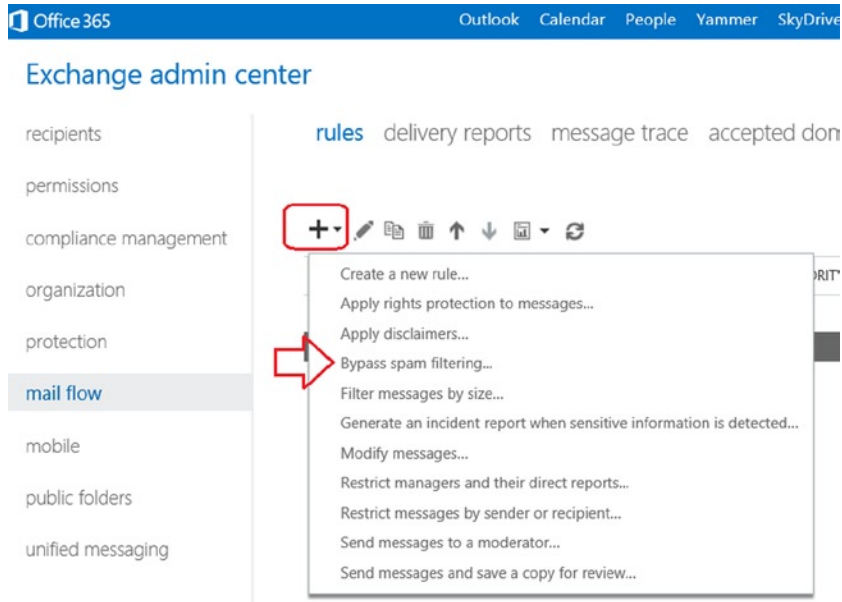 Office 365 Outlook Calendar People Yammer SkyDrive
Exchange admin center
recipients
permissions
compliance management
organization
protection
mail flow
mobile
public folders
unified messaging
rules delivery reports message trace accepted dom
Create a new rule...
Apply rights protection to messages...
Apply disclaimers...
Bypass spam filtering...
Filter messages by size...
Generate an incident report when sensitive information is detected...
Modify messages...
Restrict managers and their direct reports...
Restrict messages by sender or recipient...
Send messages to a moderator...
Send messages and save a copy for review...